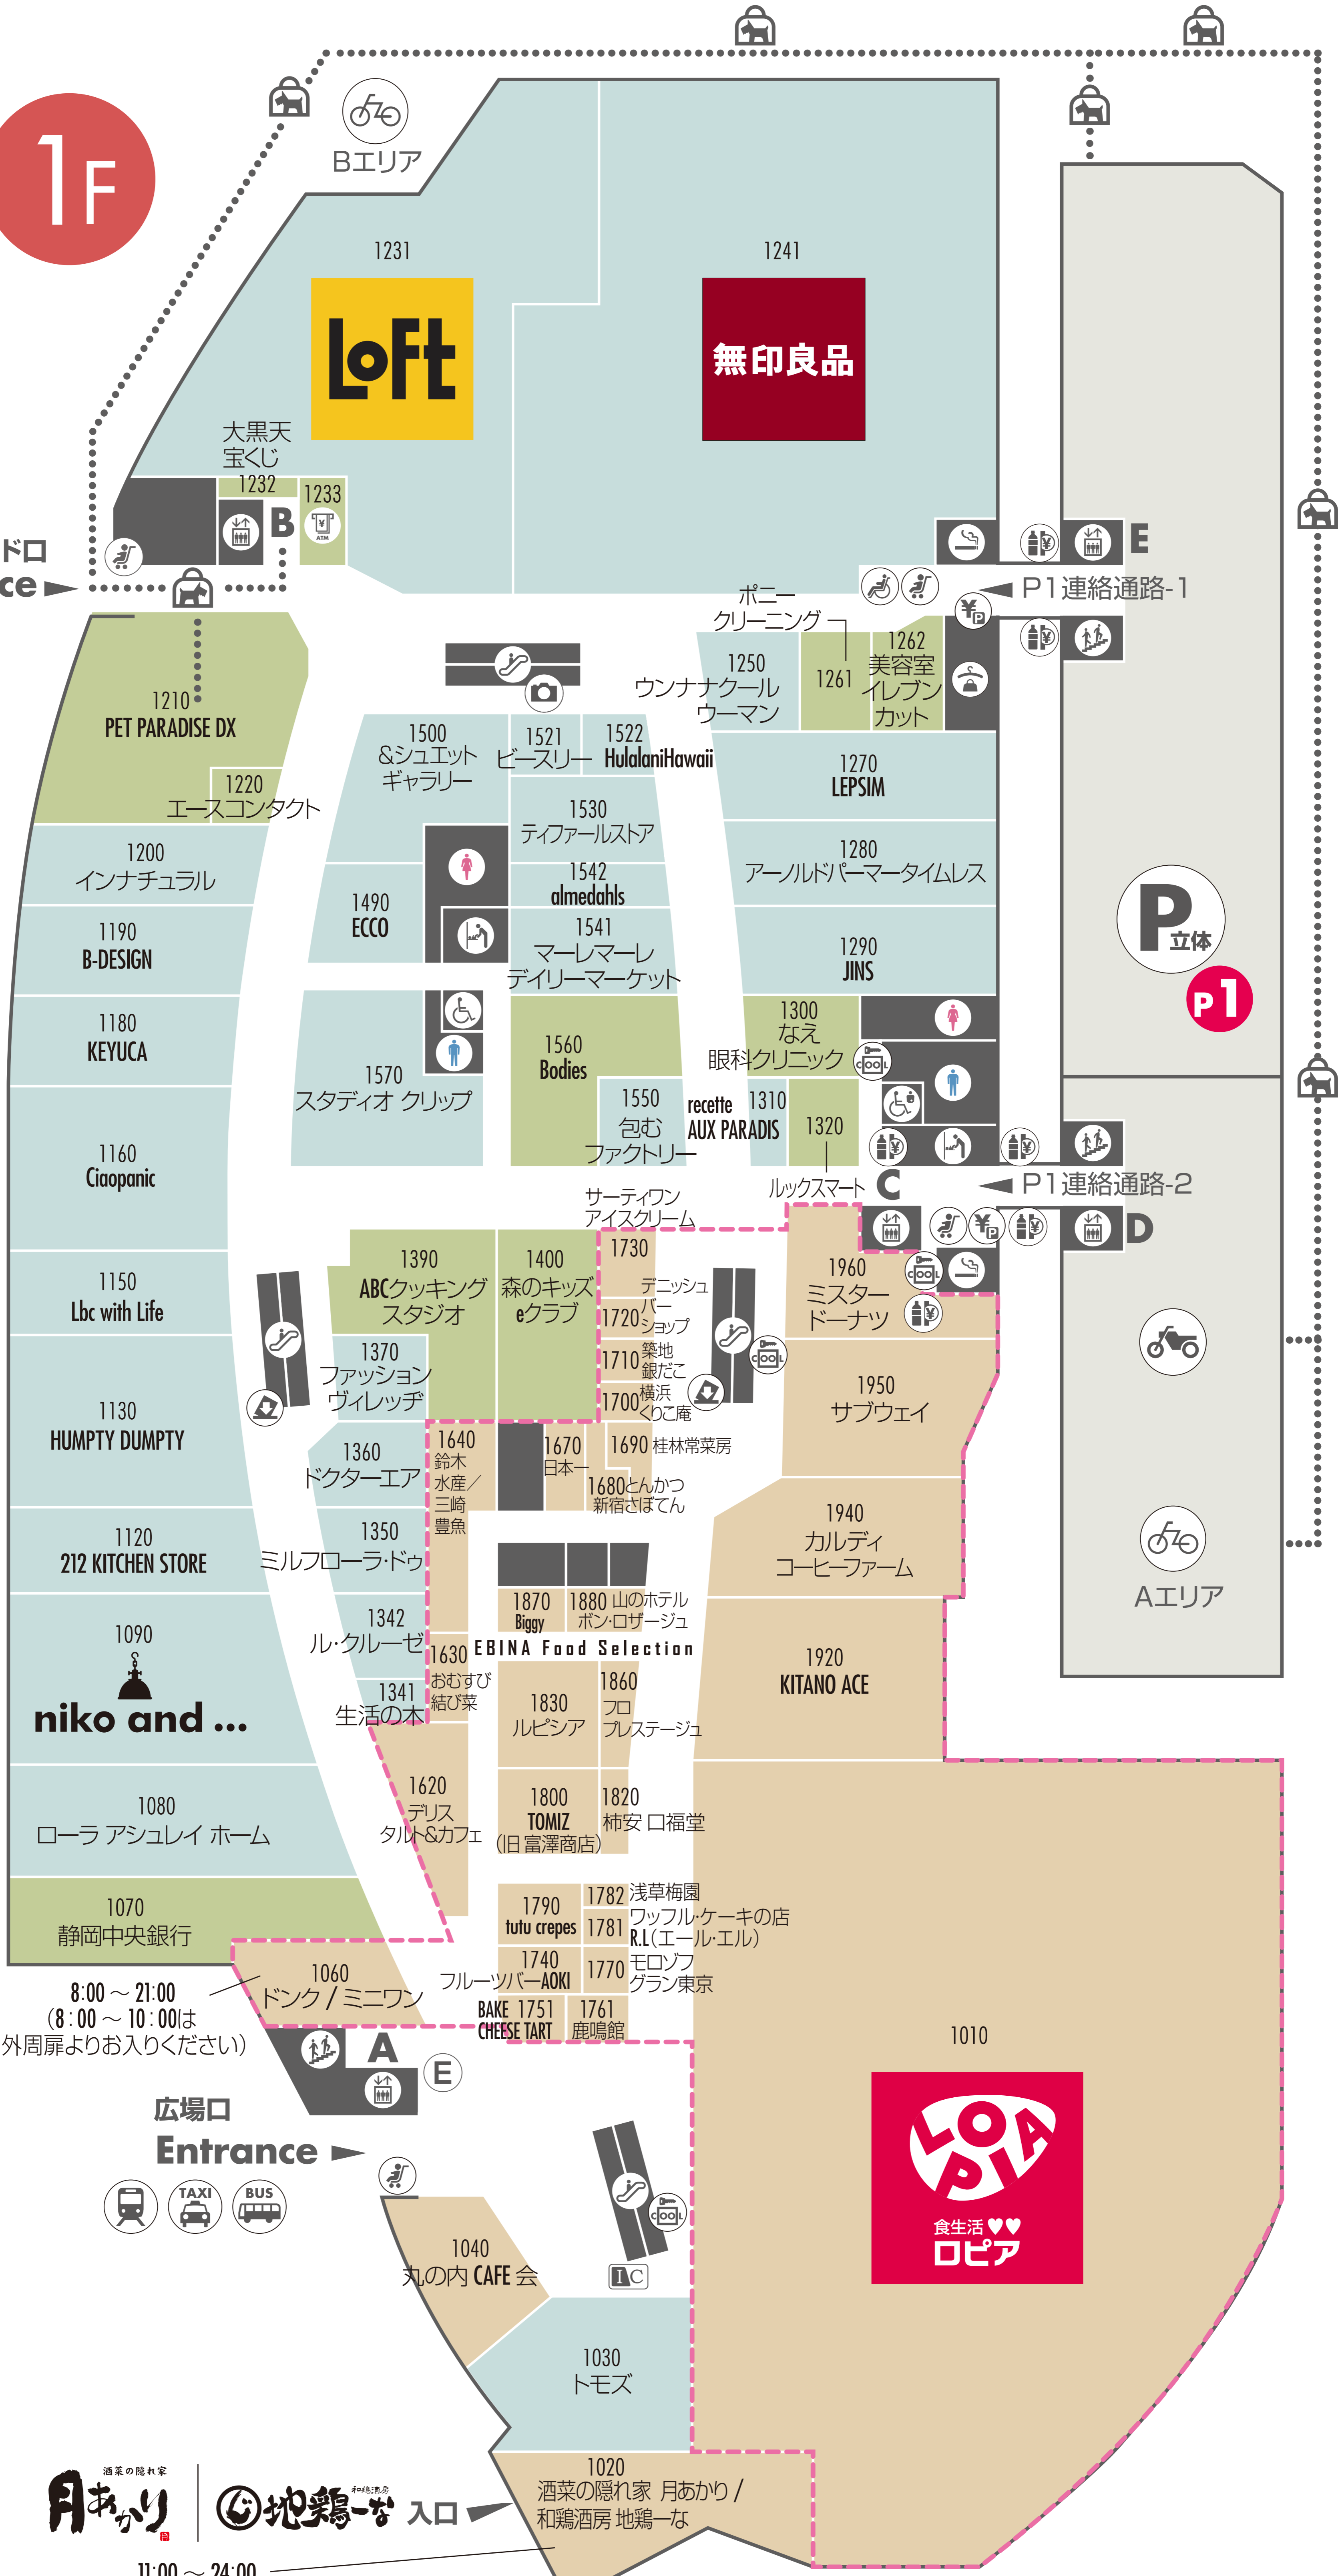 1F
Bエリア
1231
LOFT
1241
無印良品
大黒天
宝くじ
1232
1233
ATM
B
ドロ
ce
E
P1連絡通路-1
ポニー
クリーニング
1261
1262
美容室
イレブン
カット
1250
ウンナナクール
ウーマン
1210
PET PARADISE DX
1220
エースコンタクト
1500
&シュエット
ギャラリー
1521
ビースリー
1522
HulalaniHawaii
1270
LEPSIM
1530
ティファールストア
1200
インナチュラル
1280
アーノルドパーマータイムレス
1542
almedahls
1490
ECCO
1541
マーレマーレ
デイリーマーケット
1190
B-DESIGN
1290
JINS
P
立体
P1
1180
KEYUCA
1300
なえ
眼科クリニック
COOL
1560
Bodies
1570
スタディオ クリップ
1550
包む
ファクトリー
recette
AUX PARADIS
1310
1320
ルックスマート
1160
Ciaopanic
C
P1連絡通路-2
D
サーティワン
アイスクリーム
1730
1390
ABCクッキング
スタジオ
1400
森のキッズ
eクラブ
デニッシュ
バー
ショップ
1720
1960
ミスター
ドーナツ
COOL
1150
Lbc with Life
1710
築地
銀だこ
COOL
1370
ファッション
ヴィレッヂ
1700
横浜
くりこ庵
1950
サブウェイ
1130
HUMPTY DUMPTY
1360
ドクターエア
1640
鈴木
水産/
三崎
豊魚
1670
日本一
1690 桂林常菜房
1680 とんかつ
新宿さぼてん
1940
カルディ
コーヒーファーム
1120
212 KITCHEN STORE
1350
ミルフローラ・ドゥ
Aエリア
1870
Biggy
1880 山のホテル
ボン・ロザージュ
EBINA Food Selection
1090
niko and ...
1342
ル・クルーゼ
1630
おむすび
結び菜
1341
生活の木
1830
ルピシア
1860
フロ
プレステージュ
1920
KITANO ACE
1080
ローラ アシュレイ ホーム
1620
デリス
タルト&カフェ
1800
TOMIZ
(旧 富澤商店)
1820
柿安 口福堂
1070
静岡中央銀行
1790
tutu crepes
1782 浅草梅園
1781 ワッフル・ケーキの店
R.L(エール・エル)
1740
フルーツバーAOKI
1770 モロゾフ
グラン東京
1060
ドンク/ミニワン
BAKE 1751
CHEESE TART
1761
鹿鳴館
8:00〜21:00
(8:00〜10:00は
外周扉よりお入りください)
A
E
広場口
Entrance
TAXI
BUS
1010
LOPIA
食生活♥♥
ロピア
COOL
IC
1040
丸の内 CAFE 会
1030
トモズ
1020
酒菜の隠れ家 月あかり/
和鶏酒房 地鶏一な
酒菜の隠れ家
月あかり
和鶏酒房
地鶏一な
入口
11:00〜24:00